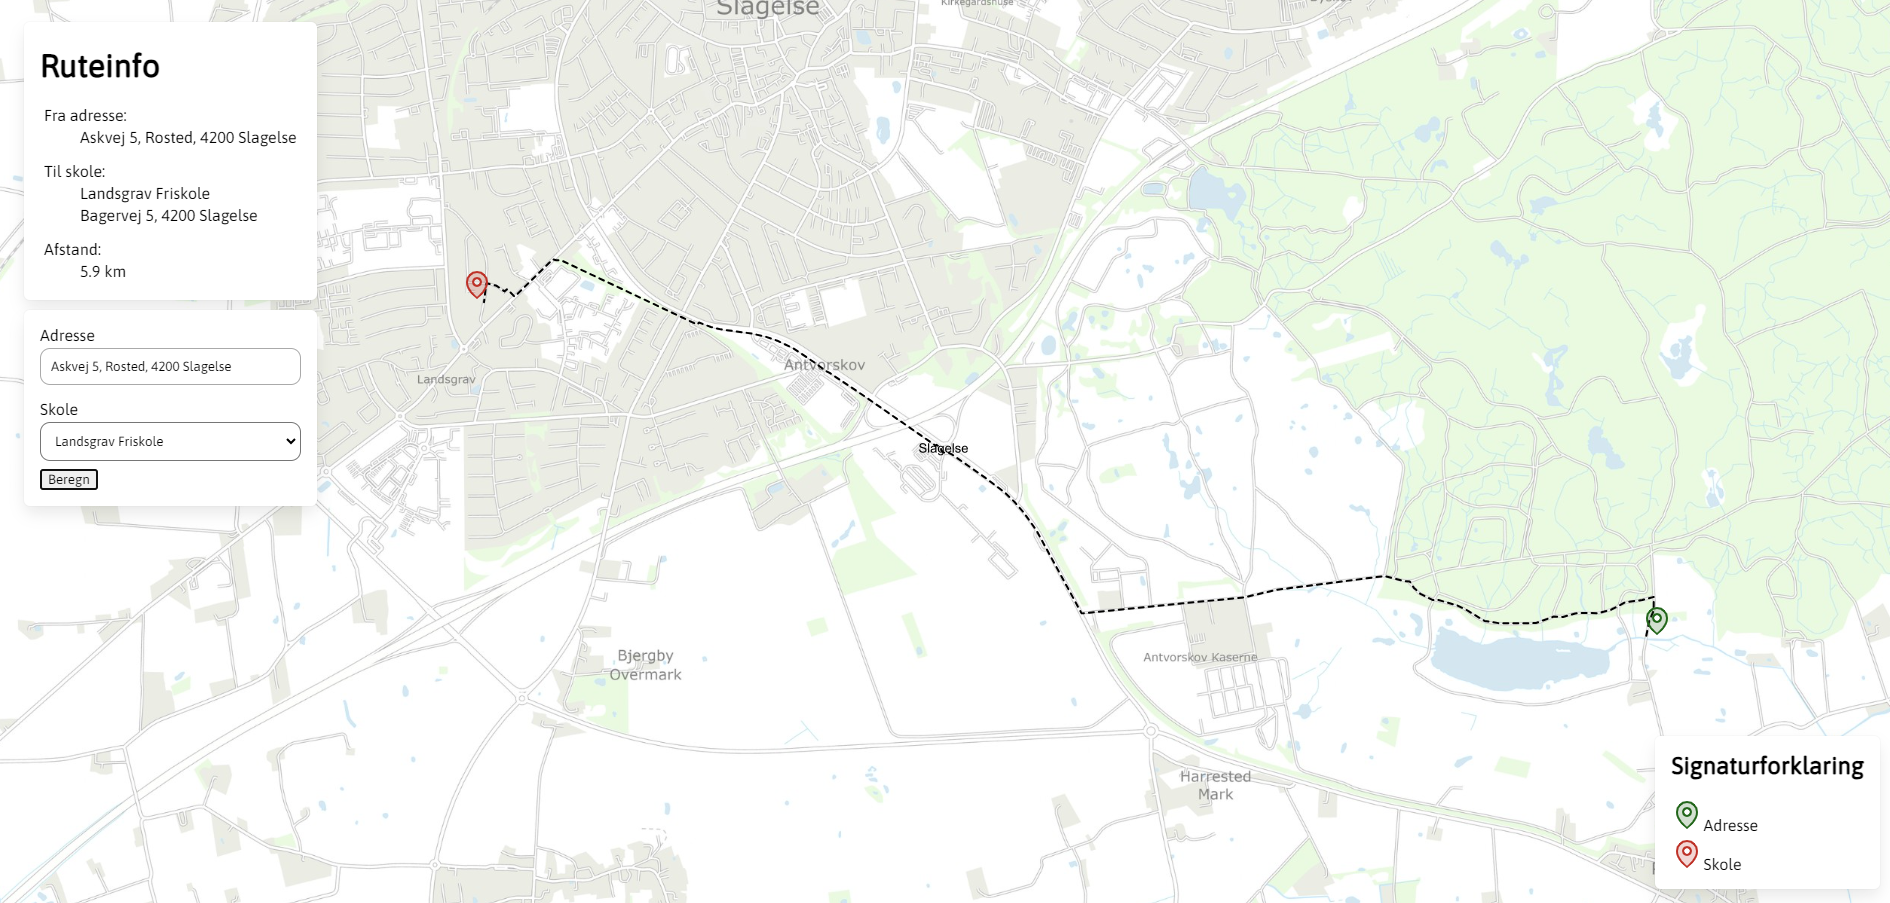 Slagelse
Kirkegårdshuse
Ruteinfo
Fra adresse:
Askvej 5, Rosted, 4200 Slagelse
Til skole:
Landsgrav Friskole
Bagervej 5, 4200 Slagelse
Afstand:
5.9 km
Adresse
Askvej 5, Rosted, 4200 Slagelse
Skole
Landsgrav Friskole
Beregn
Landsgrav
Antvorskov
Slagelse
Bjergby
Overmark
Antvorskov Kaserne
Harrested
Mark
Signaturforklaring
Adresse
Skole